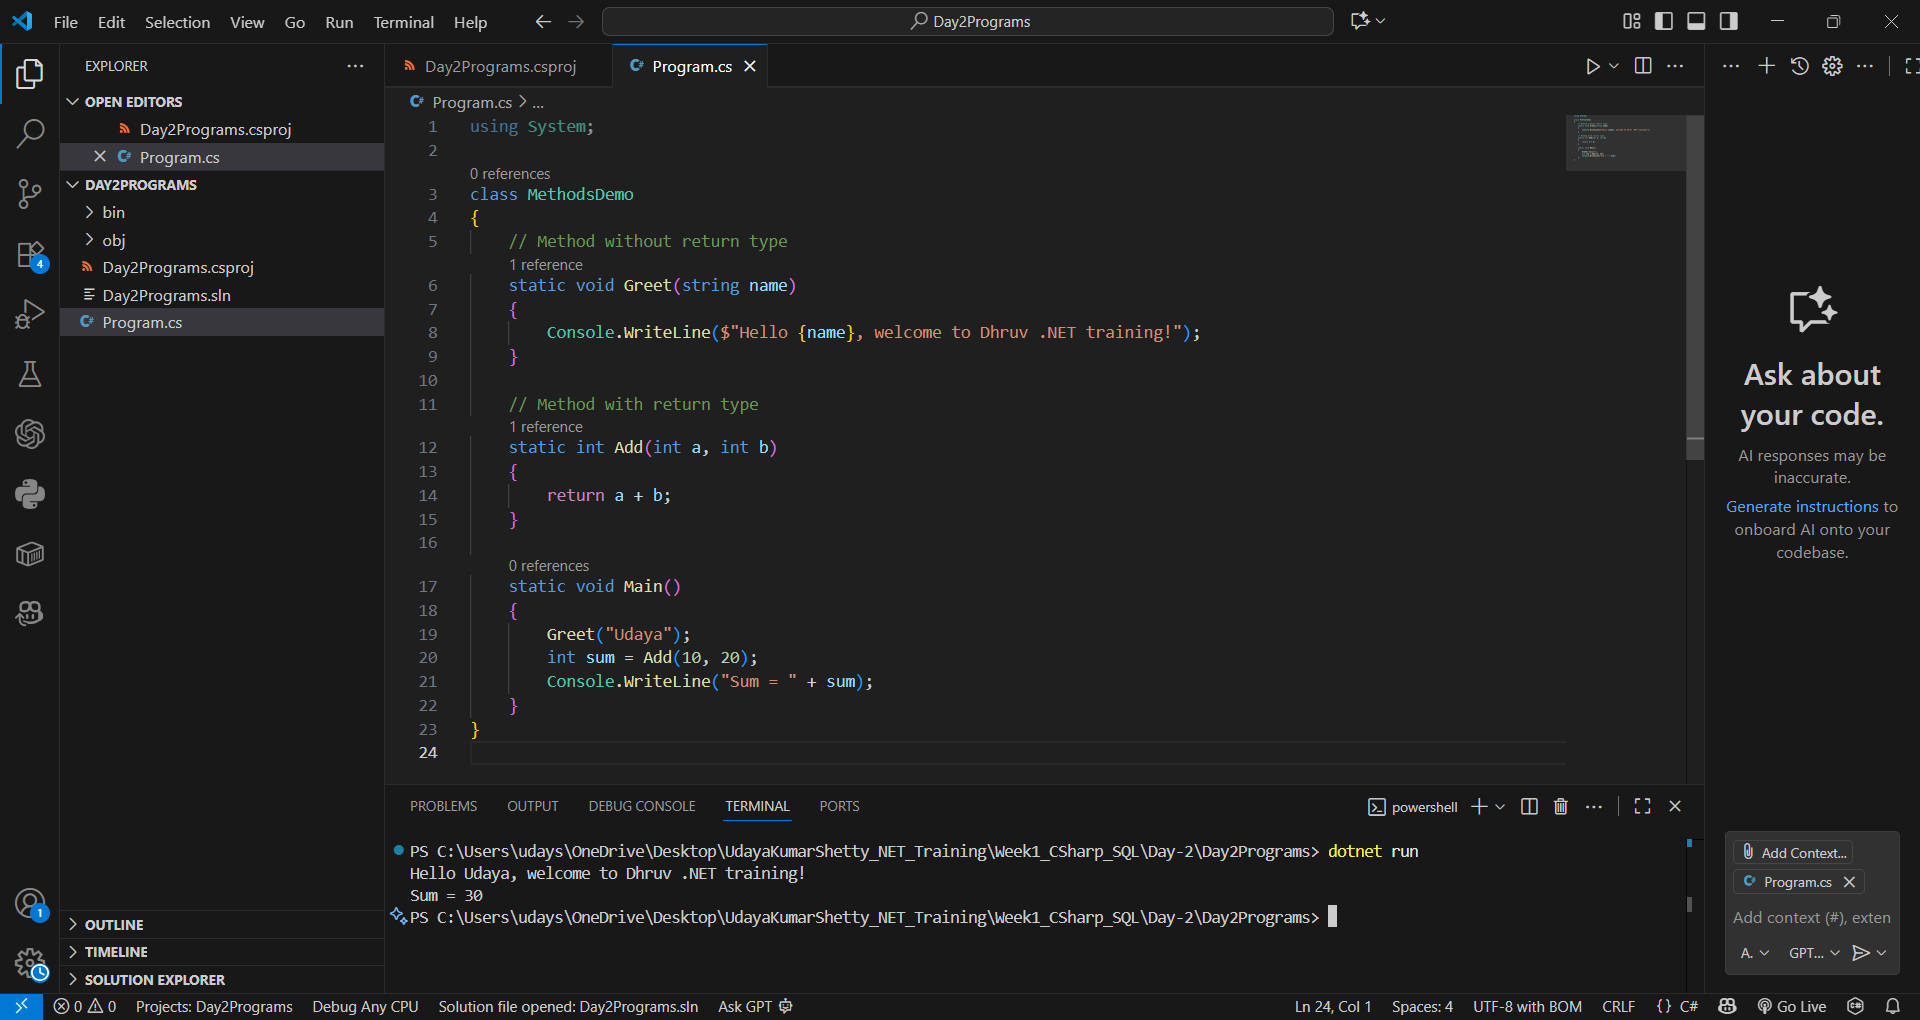 File Edit Selection View Go Run Terminal Help
Day2Programs
EXPLORER
OPEN EDITORS
Day2Programs.csproj
Program.cs
DAY2PROGRAMS
bin
obj
Day2Programs.csproj
Day2Programs.sln
Program.cs
OUTLINE
TIMELINE
SOLUTION EXPLORER
4
1
Day2Programs.csproj
Program.cs
Program.cs > ...
1 using System;
2
0 references
3 class MethodsDemo
4 {
5 // Method without return type
1 reference
6 static void Greet(string name)
7 {
8 Console.WriteLine($"Hello {name}, welcome to Dhruv .NET training!");
9 }
10
11 // Method with return type
1 reference
12 static int Add(int a, int b)
13 {
14 return a + b;
15 }
16
0 references
17 static void Main()
18 {
19 Greet("Udaya");
20 int sum = Add(10, 20);
21 Console.WriteLine("Sum = " + sum);
22 }
23 }
24
PROBLEMS OUTPUT DEBUG CONSOLE TERMINAL PORTS
powershell
PS C:\Users\udays\OneDrive\Desktop\UdayaKumarShetty_NET_Training\Week1_CSharp_SQL\Day-2\Day2Programs> dotnet run
Hello Udaya, welcome to Dhruv .NET training!
Sum = 30
PS C:\Users\udays\OneDrive\Desktop\UdayaKumarShetty_NET_Training\Week1_CSharp_SQL\Day-2\Day2Programs>
Ask about
your code.
AI responses may be
inaccurate.
Generate instructions to
onboard AI onto your
codebase.
Add Context...
Program.cs
Add context (#), exten
A. GPT...
0 0 Projects: Day2Programs Debug Any CPU Solution file opened: Day2Programs.sln Ask GPT Ln 24, Col 1 Spaces: 4 UTF-8 with BOM CRLF {} C# Go Live